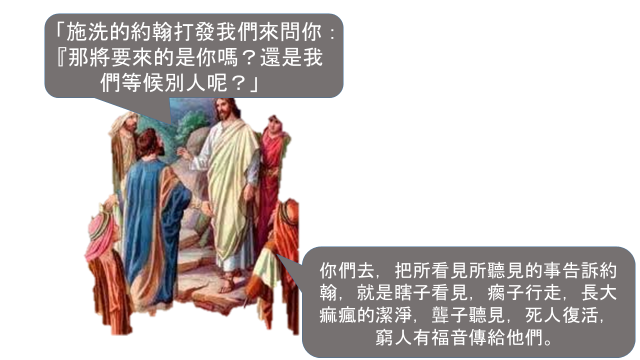 「施洗的約翰打發我們來問你：
『那將要來的是你嗎？還是我
們等候別人呢？」
你們去，把所看見所聽見的事告訴約
翰，就是瞎子看見，瘸子行走，長大
痲瘋的潔淨，聾子聽見，死人復活，
窮人有福音傳給他們。